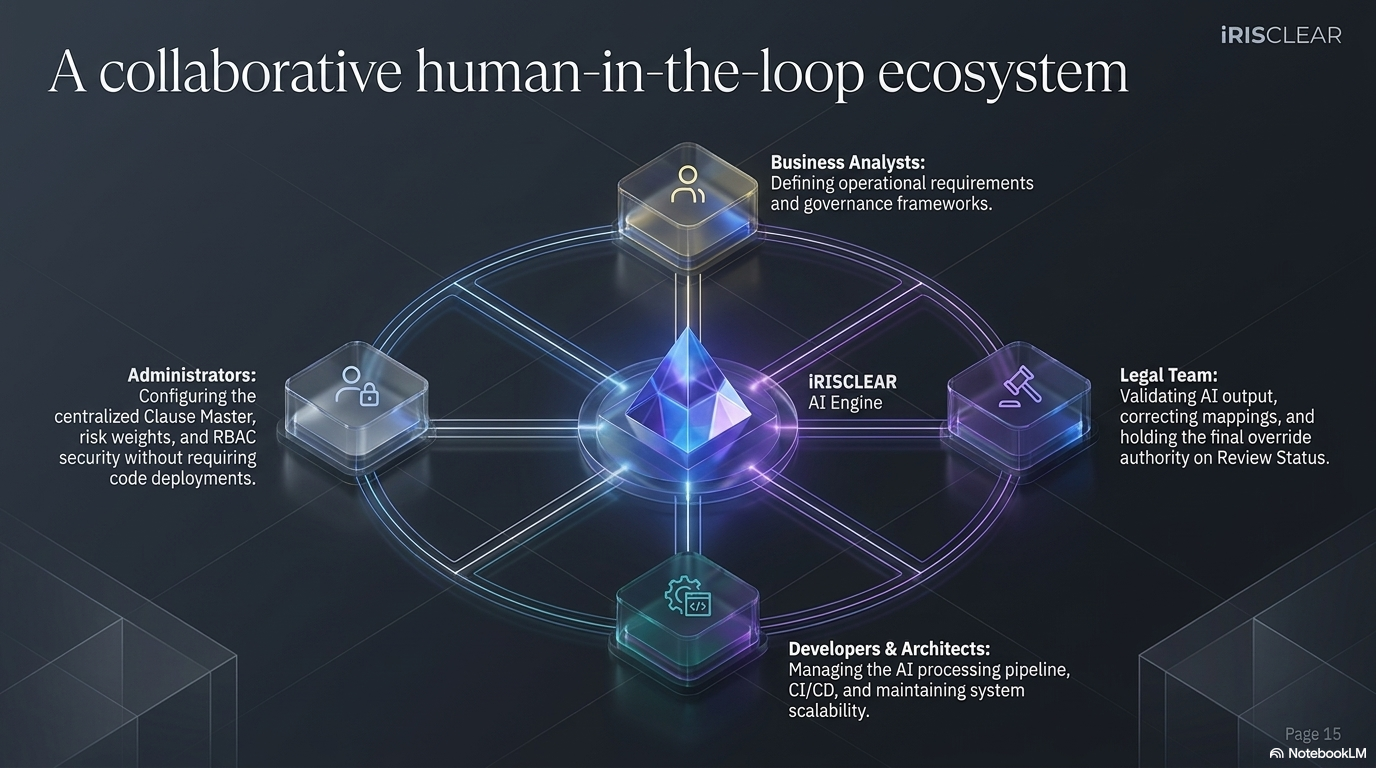 iRISCLEAR
A collaborative human-in-the-loop ecosystem
Business Analysts:
Defining operational requirements
and governance frameworks.
Administrators:
Configuring the
centralized Clause Master,
risk weights, and RBAC
security without requiring
code deployments.
iRISCLEAR
AI Engine
Legal Team:
Validating AI output,
correcting mappings, and
holding the final override
authority on Review Status.
</>
Developers & Architects:
Managing the AI processing pipeline,
CI/CD, and maintaining system
scalability.
Page 15
NotebookLM